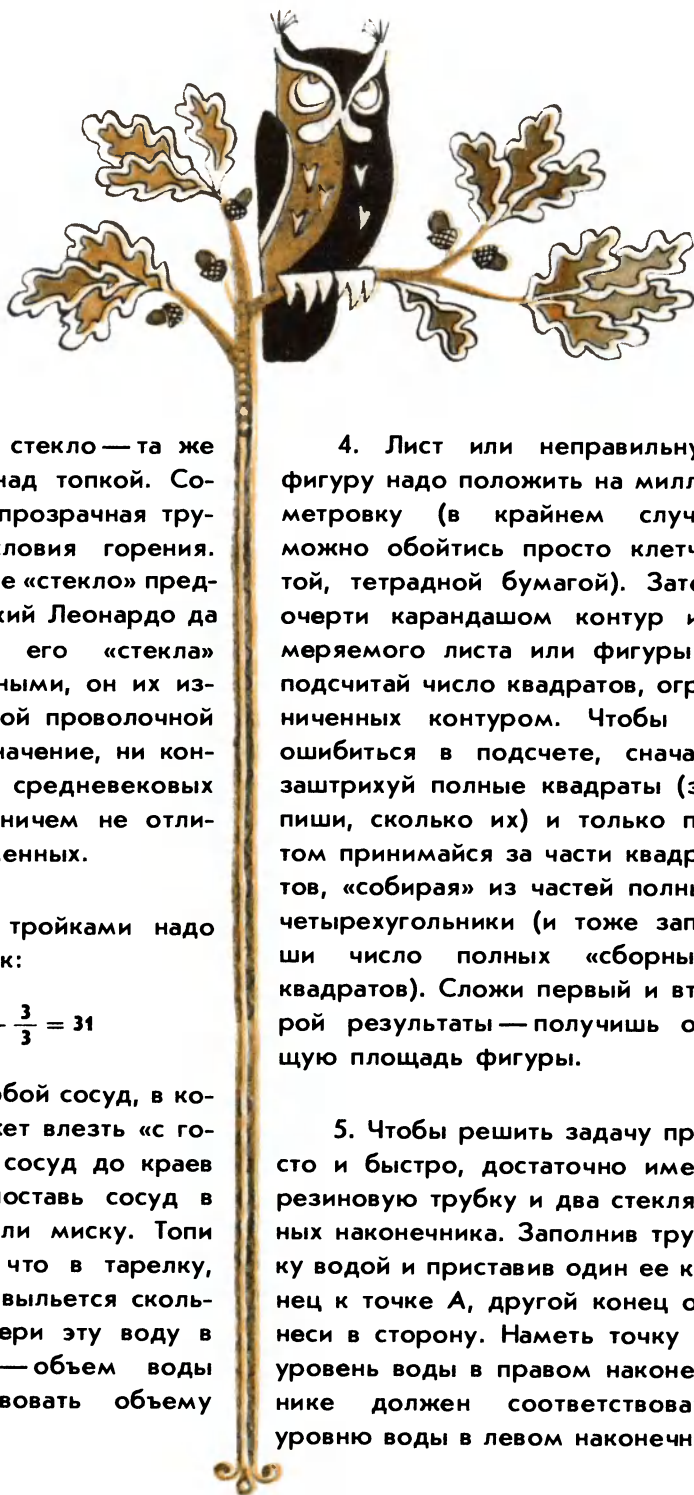 стекло — та же
над топкой. Со-
прозрачная тру-
словия горения.
е «стекло» пред-
кий Леонардо да
его «стекла»
ными, он их из-
ой проволочной
начение, ни кон-
средневековых
ничем не отли-
енных.
тройками надо
к:
3/3 = 31
бой сосуд, в ко-
жет влезть «с го-
сосуд до краев
поставь сосуд в
ли миску. Топи
что в тарелку,
выльется сколь-
ери эту воду в
— объем воды
вовать объему
4. Лист или неправильну
фигуру надо положить на милл
метровку (в крайнем случ
можно обойтись просто клетч
той, тетрадной бумагой). Зате
очерти карандашом контур и
меряемого листа или фигуры
подсчитай число квадратов, огр
ниченных контуром. Чтобы
ошибиться в подсчете, снача
заштрихуй полные квадраты (з
пиши, сколько их) и только п
том принимайся за части квадр
тов, «собирая» из частей полны
четырехугольники (и тоже зап
ши число полных «сборны
квадратов). Сложи первый и вт
рой результаты — получишь о
щую площадь фигуры.
5. Чтобы решить задачу пр
сто и быстро, достаточно име
резиновую трубку и два стекля
ных наконечника. Заполнив тру
ку водой и приставив один ее к
нец к точке А, другой конец о
неси в сторону. Наметь точку
уровень воды в правом наконе
нике должен соответствова
уровню воды в левом наконечн